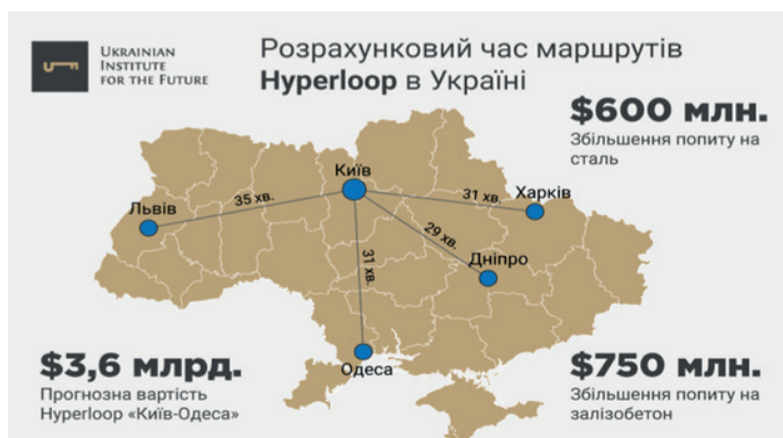 UKRAINIAN
INSTITUTE
FOR THE FUTURE
Розрахунковий час маршрутів
Hyperloop в Україні
$600 млн.
Збільшення попиту на
сталь
Київ
Львів
35 хв.
31 хв.
Харків
29 хв.
Дніпро
31 хв.
Одеса
$3,6 млрд.
Прогнозна вартість
Hyperloop «Київ-Одеса»
$750 млн.
Збільшення попиту на
залізобетон